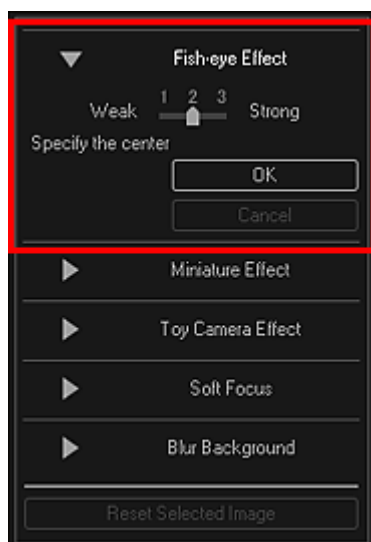 Fish-eye Effect
1 2 3
Weak Strong
Specify the center
OK
Cancel
Miniature Effect
Toy Camera Effect
Soft Focus
Blur Background
Reset Selected Image